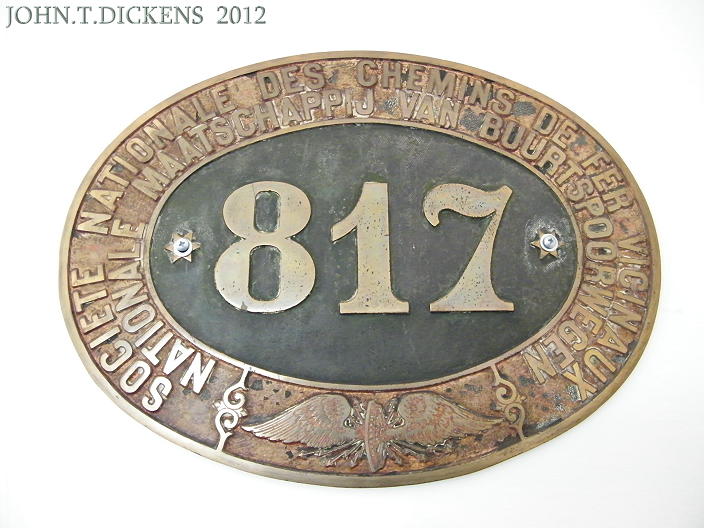 JOHN.T.DICKENS 2012
SOCIETE NATIONALE DES CHEMINS DE FER VICINAUX
NATIONALE MAATSCHAPPIJ VAN BUURTSPOORWEGEN
817